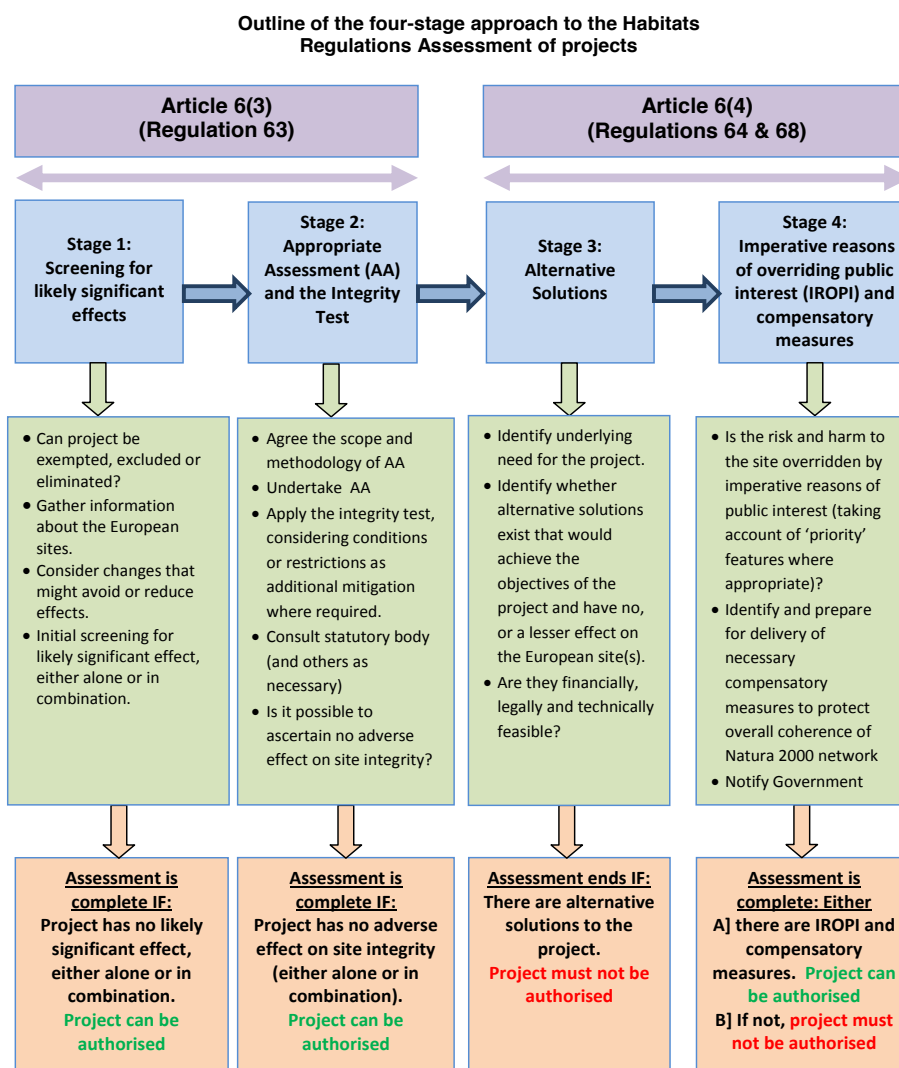 Outline of the four-stage approach to the Habitats
Regulations Assessment of projects
Article 6(3)
(Regulation 63)
Article 6(4)
(Regulations 64 & 68)
Stage 1:
Screening for
likely significant
effects
Stage 2:
Appropriate
Assessment (AA)
and the Integrity
Test
Stage 3:
Alternative
Solutions
Stage 4:
Imperative reasons
of overriding public
interest (IROPI) and
compensatory
measures
• Can project be
exempted, excluded or
eliminated?
• Gather information
about the European
sites.
• Consider changes that
might avoid or reduce
effects.
• Initial screening for
likely significant effect,
either alone or in
combination.
• Agree the scope and
methodology of AA
• Undertake AA
• Apply the integrity test,
considering conditions
or restrictions as
additional mitigation
where required.
• Consult statutory body
(and others as
necessary)
• Is it possible to
ascertain no adverse
effect on site integrity?
• Identify underlying
need for the project.
• Identify whether
alternative solutions
exist that would
achieve the
objectives of the
project and have no,
or a lesser effect on
the European site(s).
• Are they financially,
legally and technically
feasible?
• Is the risk and harm to
the site overridden by
imperative reasons of
public interest (taking
account of ‘priority’
features where
appropriate)?
• Identify and prepare
for delivery of
necessary
compensatory
measures to protect
overall coherence of
Natura 2000 network
• Notify Government
Assessment is
complete IF:
Project has no likely
significant effect,
either alone or in
combination.
Project can be
authorised
Assessment is
complete IF:
Project has no adverse
effect on site integrity
(either alone or in
combination).
Project can be
authorised
Assessment ends IF:
There are alternative
solutions to the
project.
Project must not be
authorised
Assessment is
complete: Either
A] there are IROPI and
compensatory
measures. Project can
be authorised
B] If not, project must
not be authorised